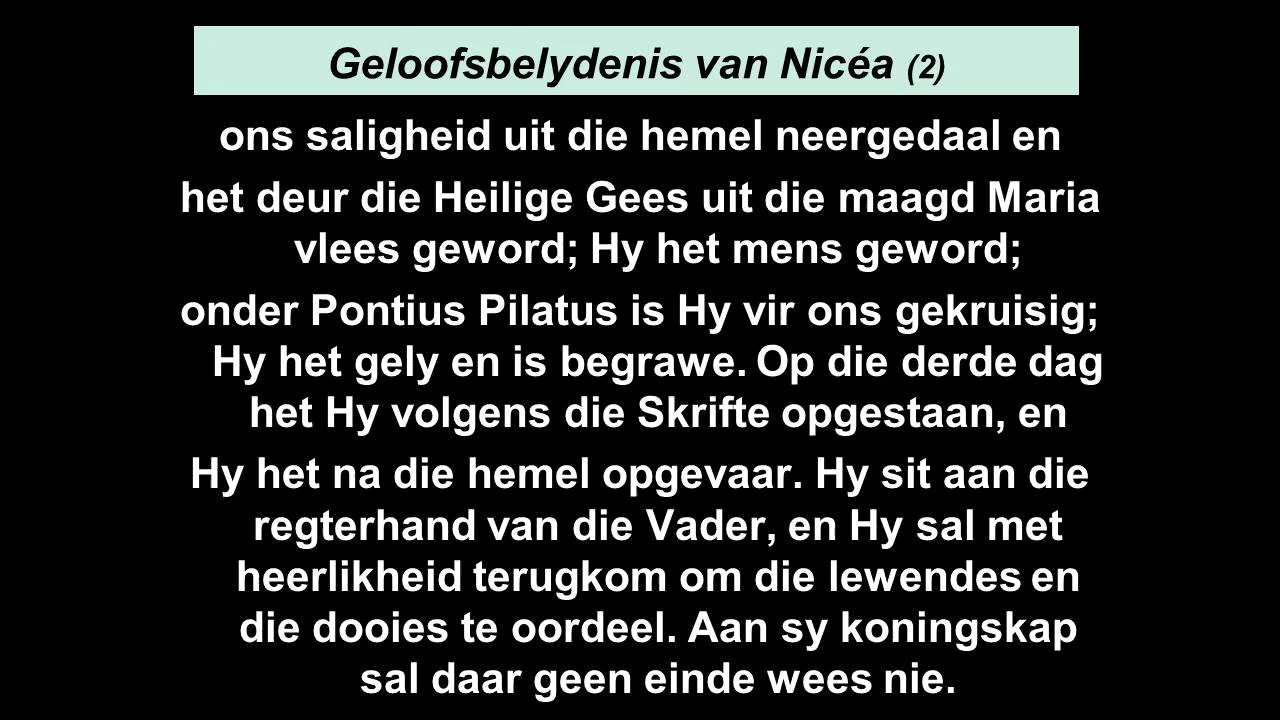 Geloofsbelydenis van Nicéa (2)
ons saligheid uit die hemel neergedaal en
het deur die Heilige Gees uit die maagd Maria
vlees geword; Hy het mens geword;
onder Pontius Pilatus is Hy vir ons gekruisig;
Hy het gely en is begrawe. Op die derde dag
het Hy volgens die Skrifte opgestaan, en
Hy het na die hemel opgevaar. Hy sit aan die
regterhand van die Vader, en Hy sal met
heerlikheid terugkom om die lewendes en
die dooies te oordeel. Aan sy koningskap
sal daar geen einde wees nie.